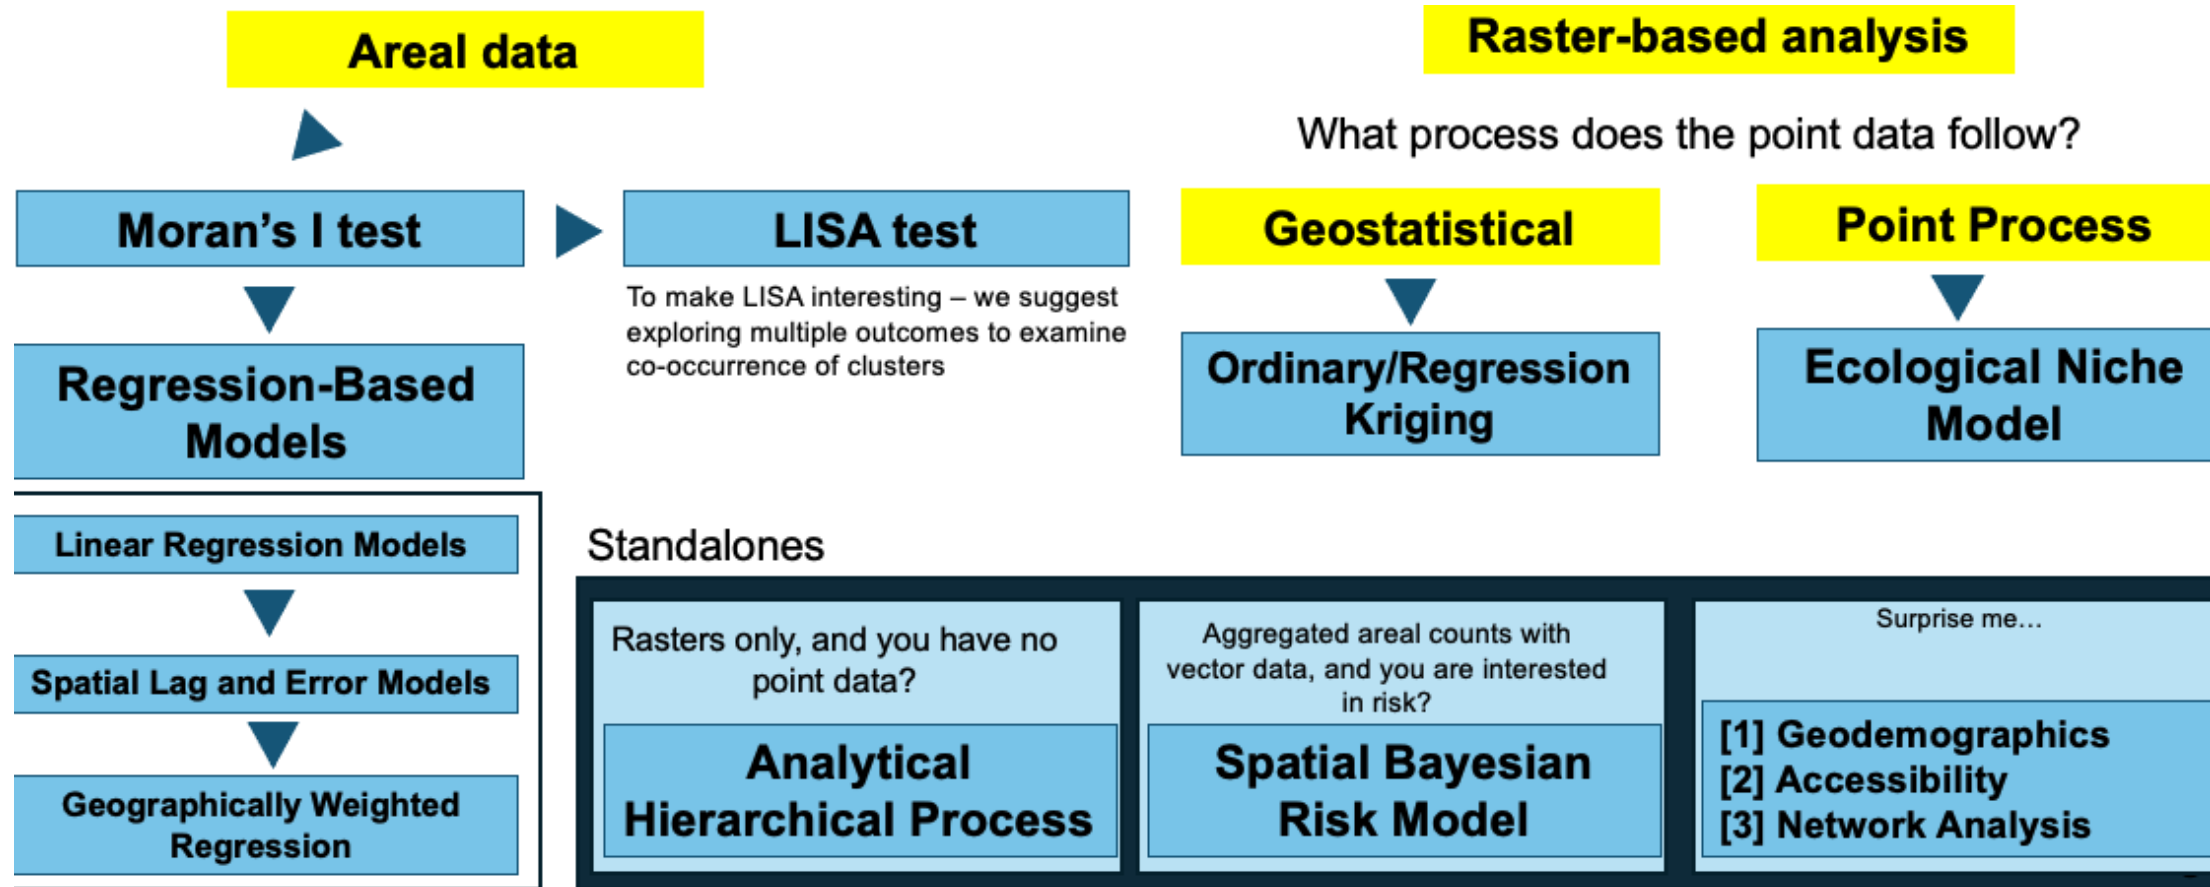 Areal data
Moran’s I test
LISA test
To make LISA interesting – we suggest
exploring multiple outcomes to examine
co-occurrence of clusters
Regression-Based
Models
Linear Regression Models
Spatial Lag and Error Models
Geographically Weighted
Regression
Raster-based analysis
What process does the point data follow?
Geostatistical
Ordinary/Regression
Kriging
Point Process
Ecological Niche
Model
Standalones
Rasters only, and you have no
point data?
Analytical
Hierarchical Process
Aggregated areal counts with
vector data, and you are interested
in risk?
Spatial Bayesian
Risk Model
Surprise me…
[1] Geodemographics
[2] Accessibility
[3] Network Analysis